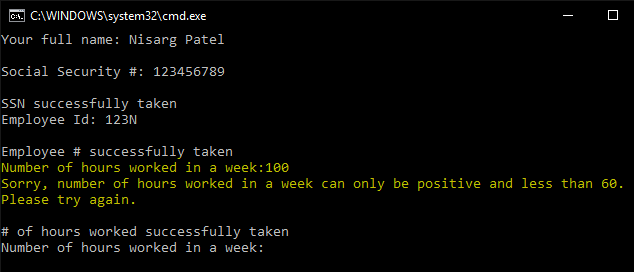 C:\WINDOWS\system32\cmd.exe
Your full name: Nisarg Patel
Social Security #: 123456789
SSN successfully taken
Employee Id: 123N
Employee # successfully taken
Number of hours worked in a week:100
Sorry, number of hours worked in a week can only be positive and less than 60.
Please try again.
# of hours worked successfully taken
Number of hours worked in a week: